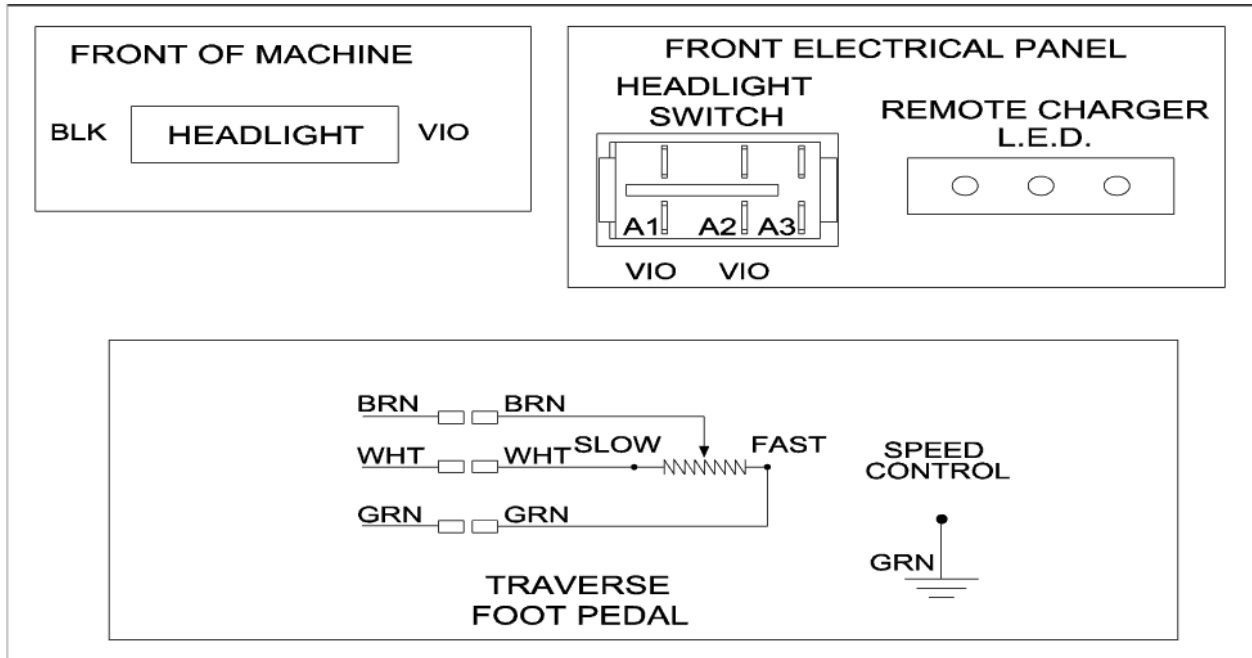 FRONT OF MACHINE
BLK HEADLIGHT VIO
FRONT ELECTRICAL PANEL
HEADLIGHT
SWITCH
A1 A2 A3
VIO VIO
REMOTE CHARGER
L.E.D.
BRN BRN
WHT WHT SLOW FAST
GRN GRN
SPEED
CONTROL
GRN
TRAVERSE
FOOT PEDAL